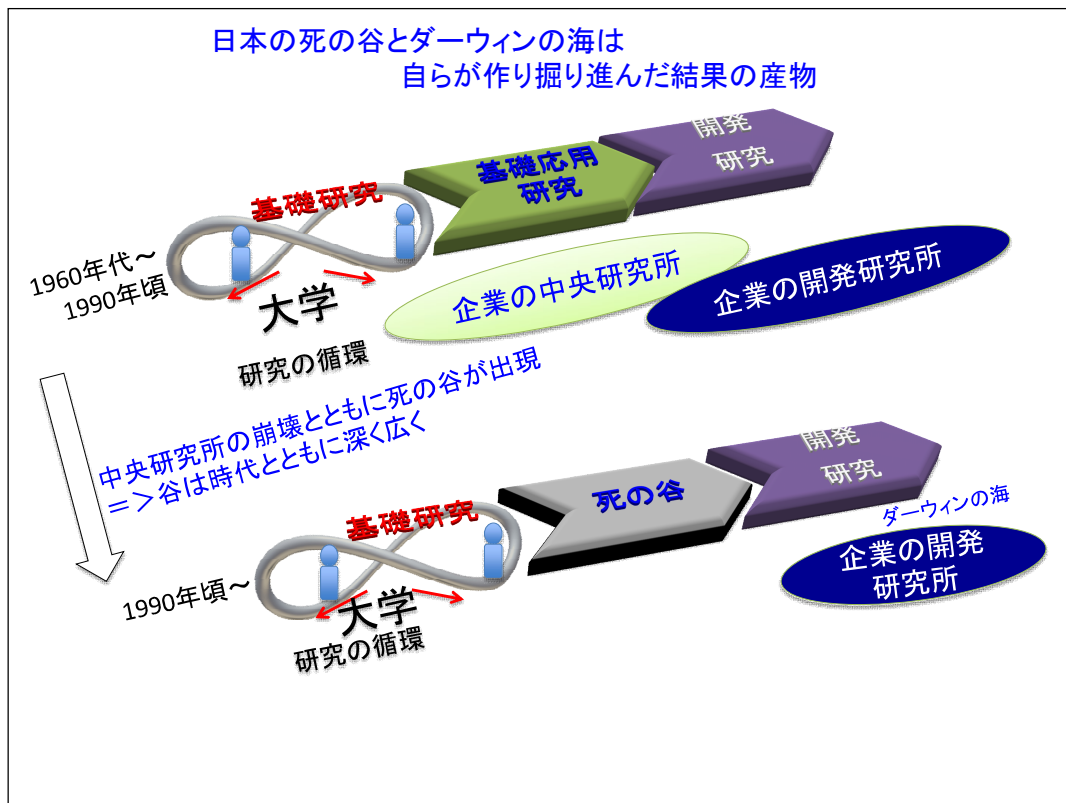 日本の死の谷とダーウィンの海は
自らが作り掘り進んだ結果の産物
開発
研究
基礎応用
研究
基礎研究
1960年代～
1990年頃
大学
研究の循環
企業の中央研究所
企業の開発研究所
中央研究所の崩壊とともに死の谷が出現
＝＞谷は時代とともに深く広く
開発
研究
死の谷
基礎研究
ダーウィンの海
企業の開発
研究所
1990年頃～
大学
研究の循環